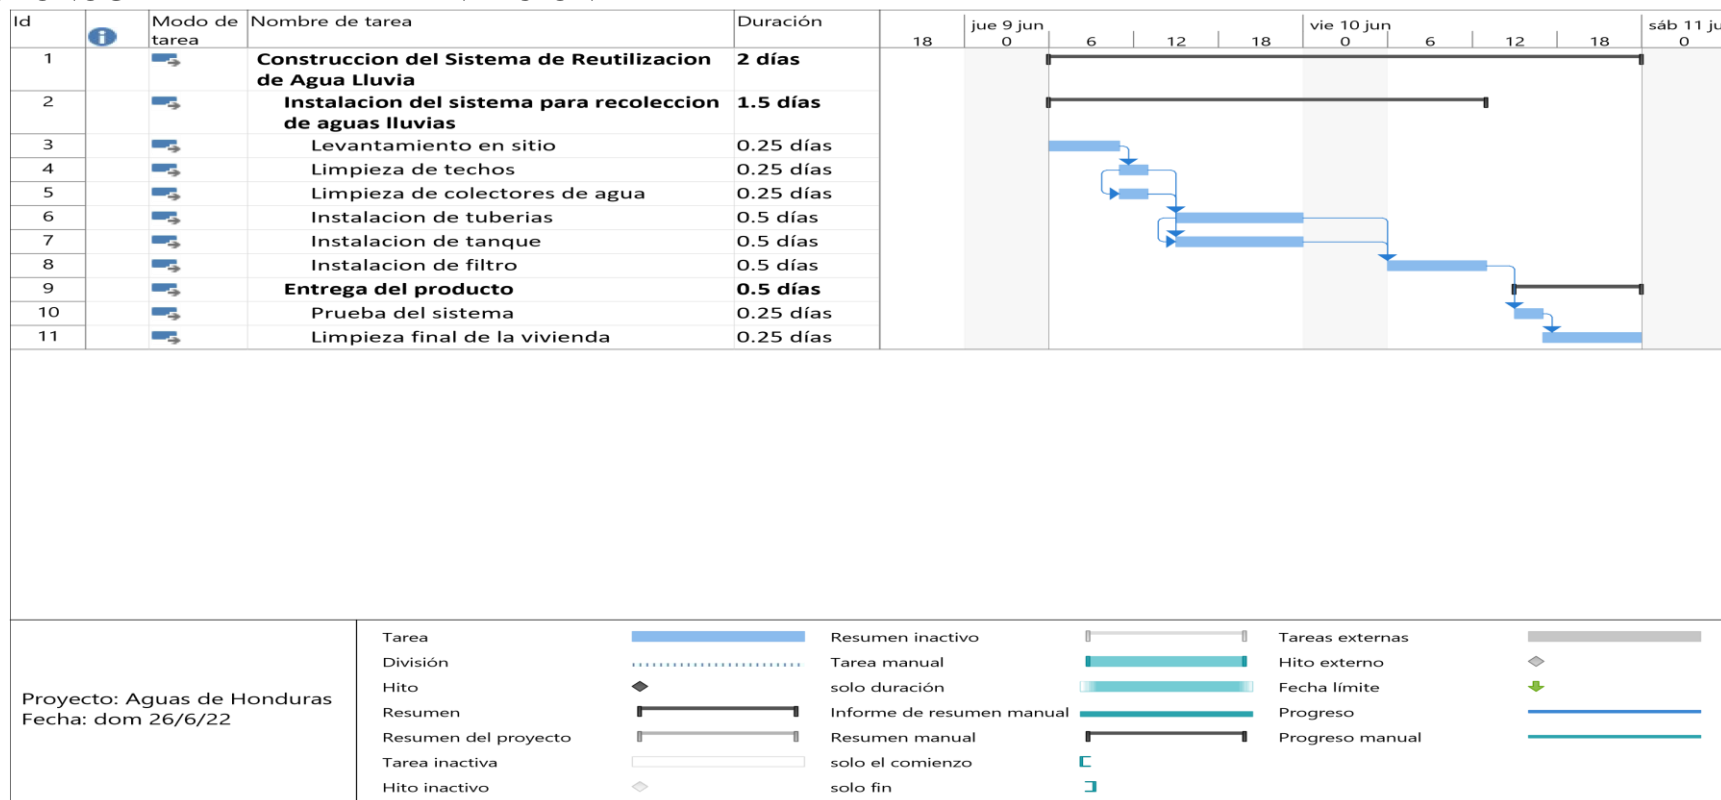 Id
Modo de tarea
Nombre de tarea
Duración
jue 9 jun
vie 10 jun
sáb 11 ju
18 0 6 12 18 0 6 12 18 0
1 Construccion del Sistema de Reutilizacion 2 días
de Agua Lluvia
2 Instalacion del sistema para recoleccion 1.5 días
de aguas lluvias
3 Levantamiento en sitio 0.25 días
4 Limpieza de techos 0.25 días
5 Limpieza de colectores de agua 0.25 días
6 Instalacion de tuberias 0.5 días
7 Instalacion de tanque 0.5 días
8 Instalacion de filtro 0.5 días
9 Entrega del producto 0.5 días
10 Prueba del sistema 0.25 días
11 Limpieza final de la vivienda 0.25 días
Proyecto: Aguas de Honduras
Fecha: dom 26/6/22
Tarea
División
Hito
Resumen
Resumen del proyecto
Tarea inactiva
Hito inactivo
Resumen inactivo
Tarea manual
solo duración
Informe de resumen manual
Resumen manual
solo el comienzo
solo fin
Tareas externas
Hito externo
Fecha límite
Progreso
Progreso manual